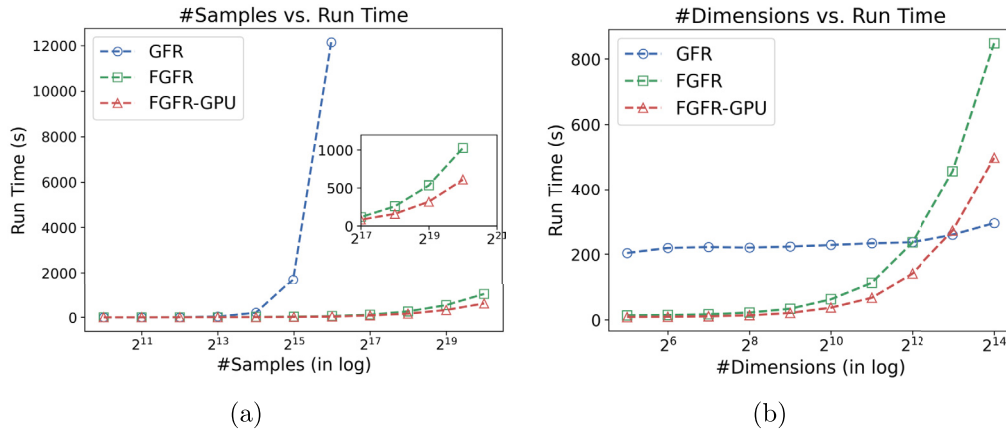 #Samples vs. Run Time
12000
10000
8000
6000
4000
2000
0
Run Time (s)
GFR
FGFR
FGFR-GPU
1000
500
0
2^17
2^19
2^21
2^11
2^13
2^15
2^17
2^19
#Samples (in log)
(a)
#Dimensions vs. Run Time
800
600
400
200
0
Run Time (s)
GFR
FGFR
FGFR-GPU
2^6
2^8
2^10
2^12
2^14
#Dimensions (in log)
(b)